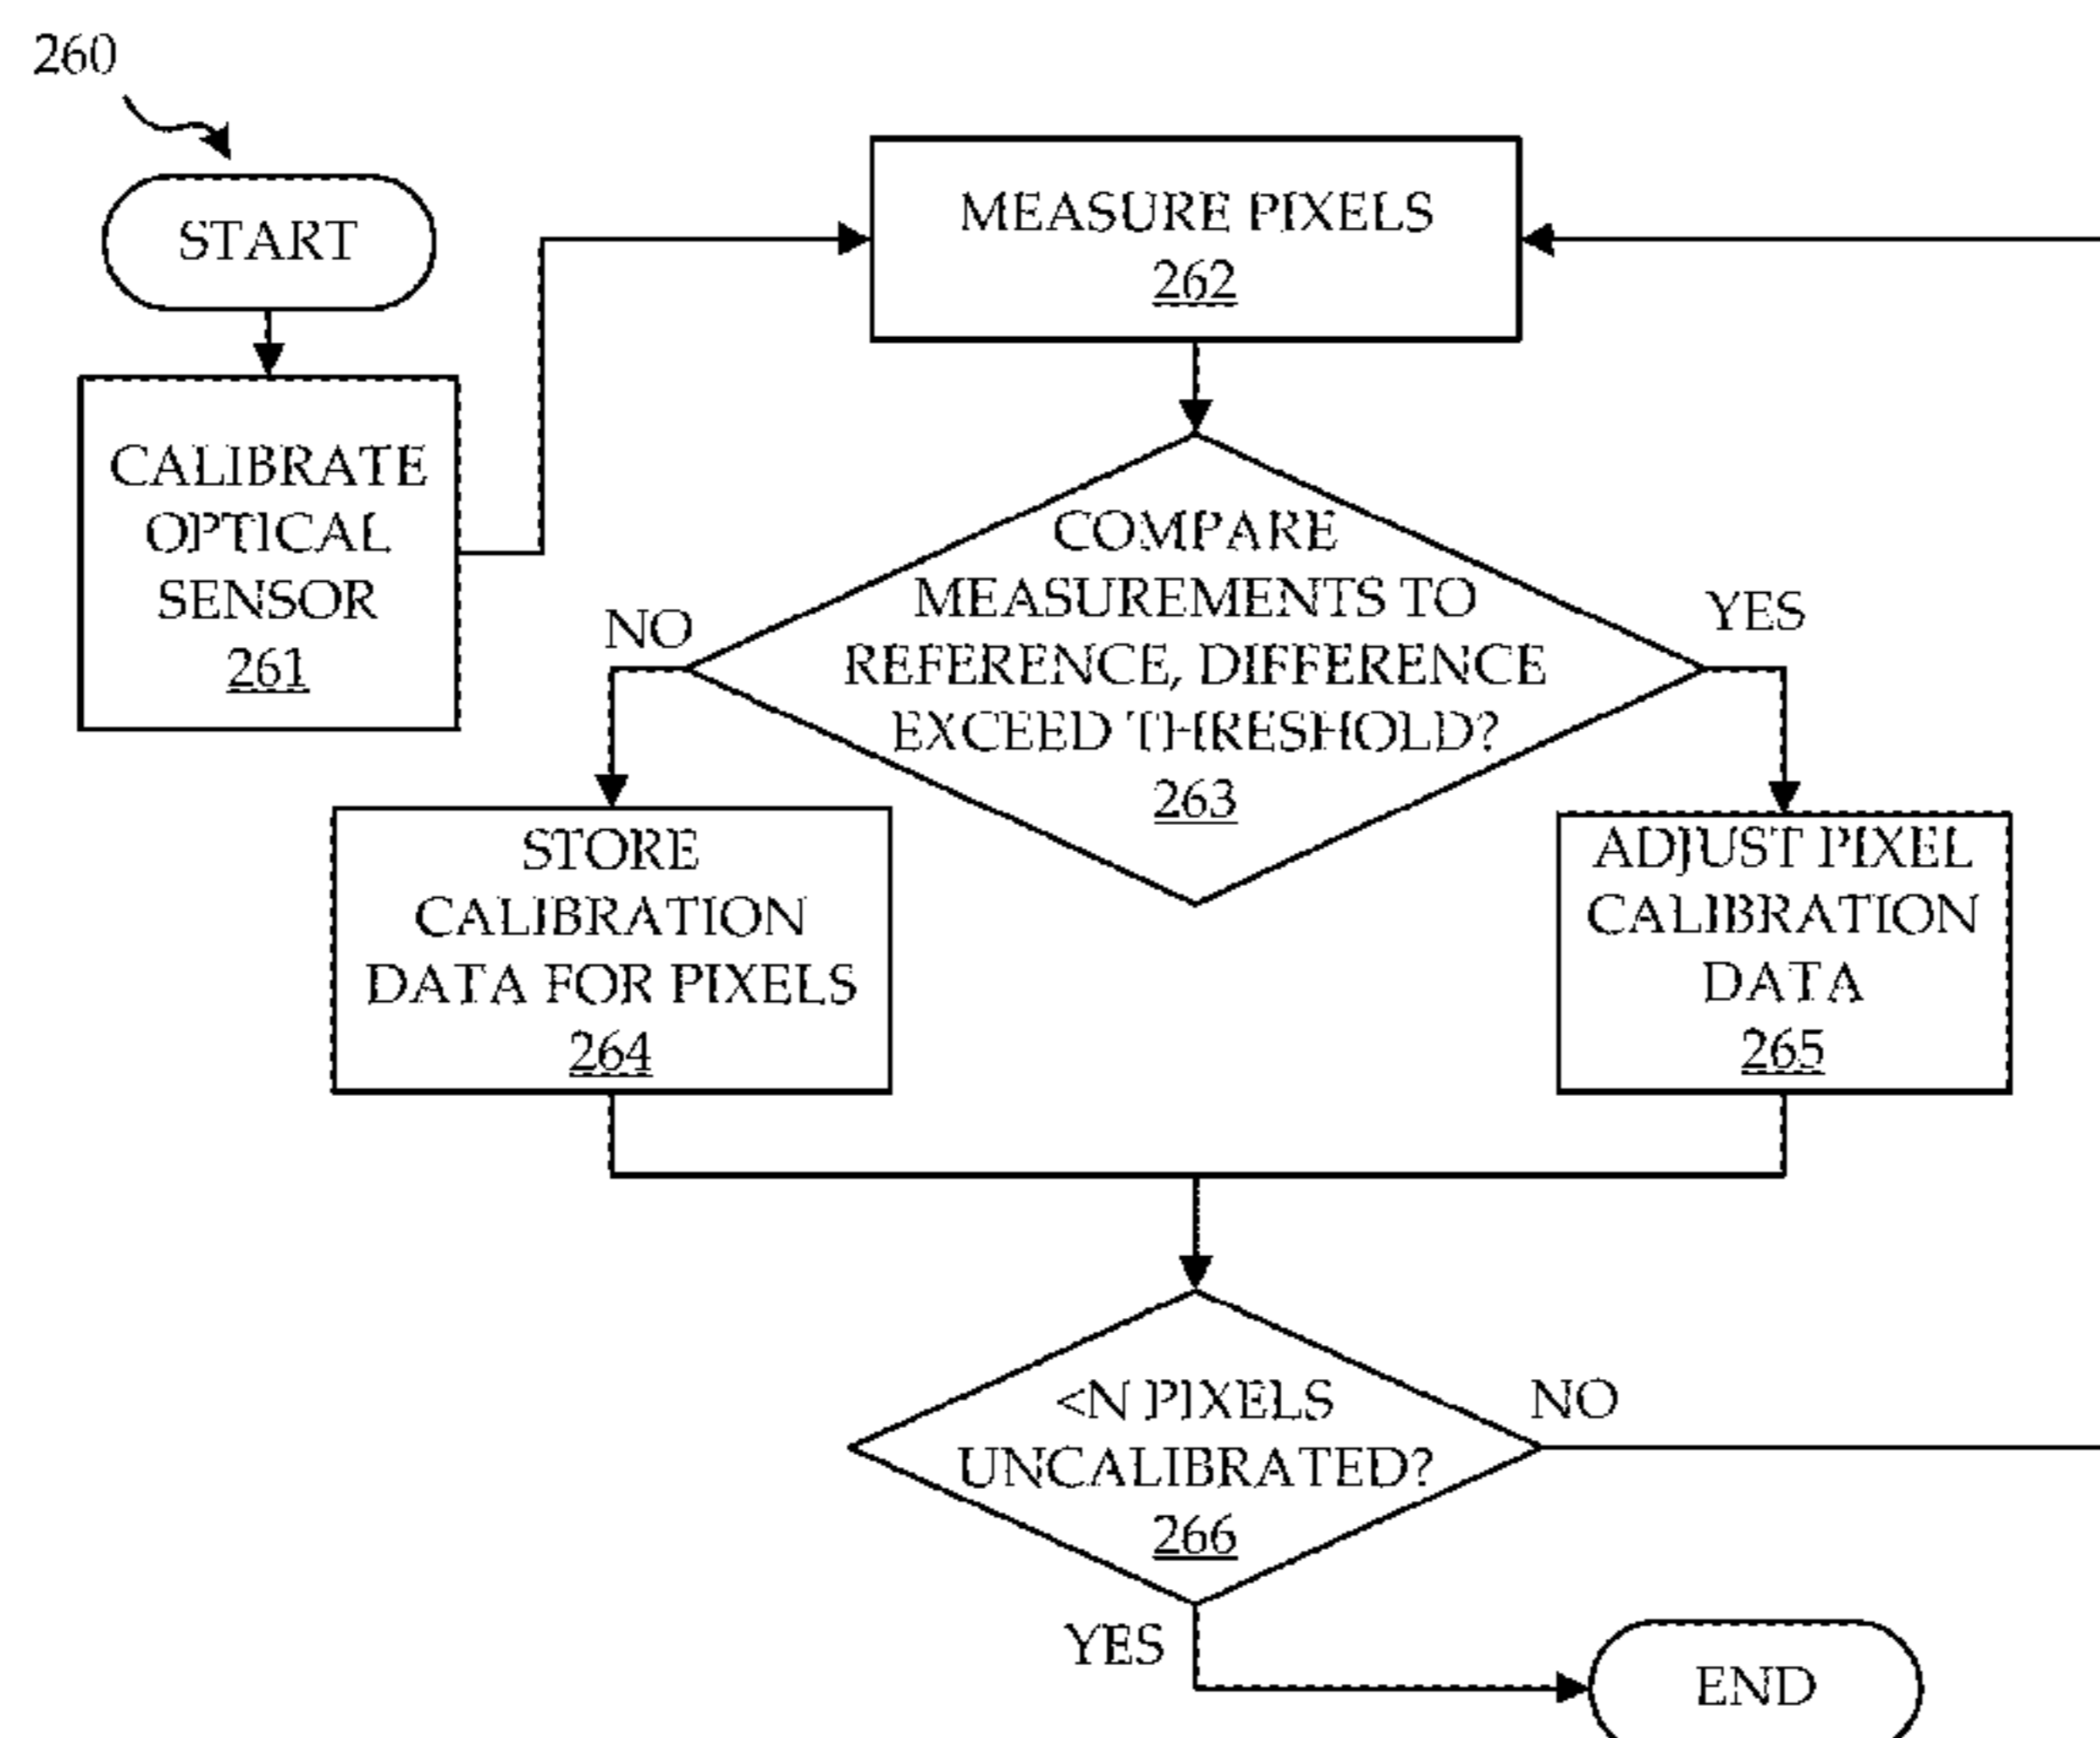 260
START
CALIBRATE
OPTICAL
SENSOR
261
MEASURE PIXELS
262
COMPARE
MEASUREMENTS TO
REFERENCE, DIFFERENCE
EXCEED THRESHOLD?
263
NO
YES
STORE
CALIBRATION
DATA FOR PIXELS
264
ADJUST PIXEL
CALIBRATION
DATA
265
<N PIXELS
UNCALIBRATED?
266
NO
YES
END